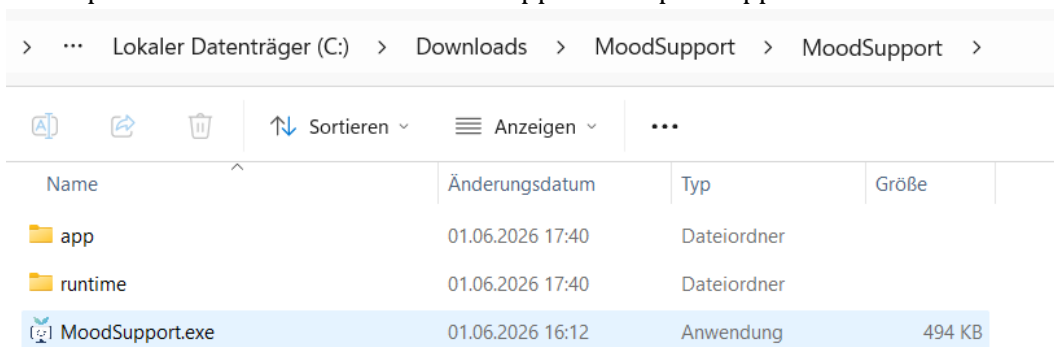 > ··· Lokaler Datenträger (C:) > Downloads > MoodSupport > MoodSupport >
Sortieren Anzeigen ···
Name Änderungsdatum Typ Größe
app 01.06.2026 17:40 Dateiordner
runtime 01.06.2026 17:40 Dateiordner
MoodSupport.exe 01.06.2026 16:12 Anwendung 494 KB